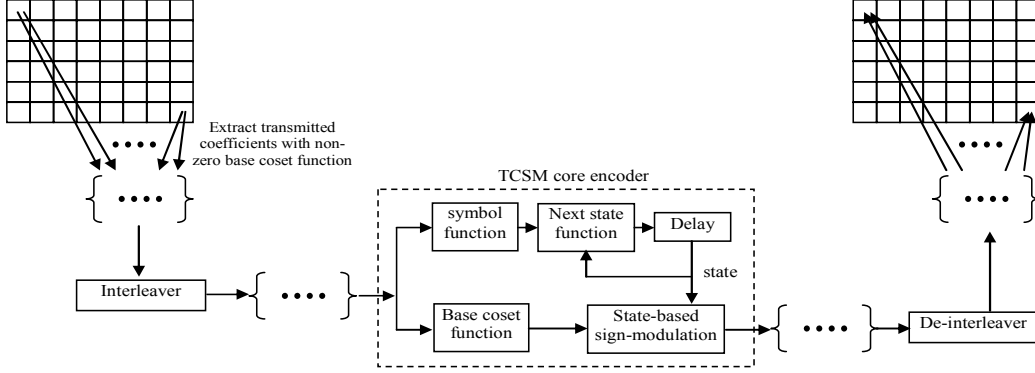 Extract transmitted
coefficients with non-
zero base coset function
TCSM core encoder
symbol
function
Next state
function
Delay
state
Interleaver
Base coset
function
State-based
sign-modulation
De-interleaver